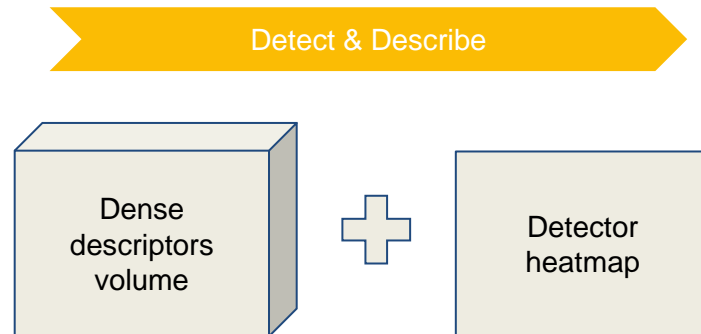 Detect & Describe
Dense
descriptors
volume
Detector
heatmap